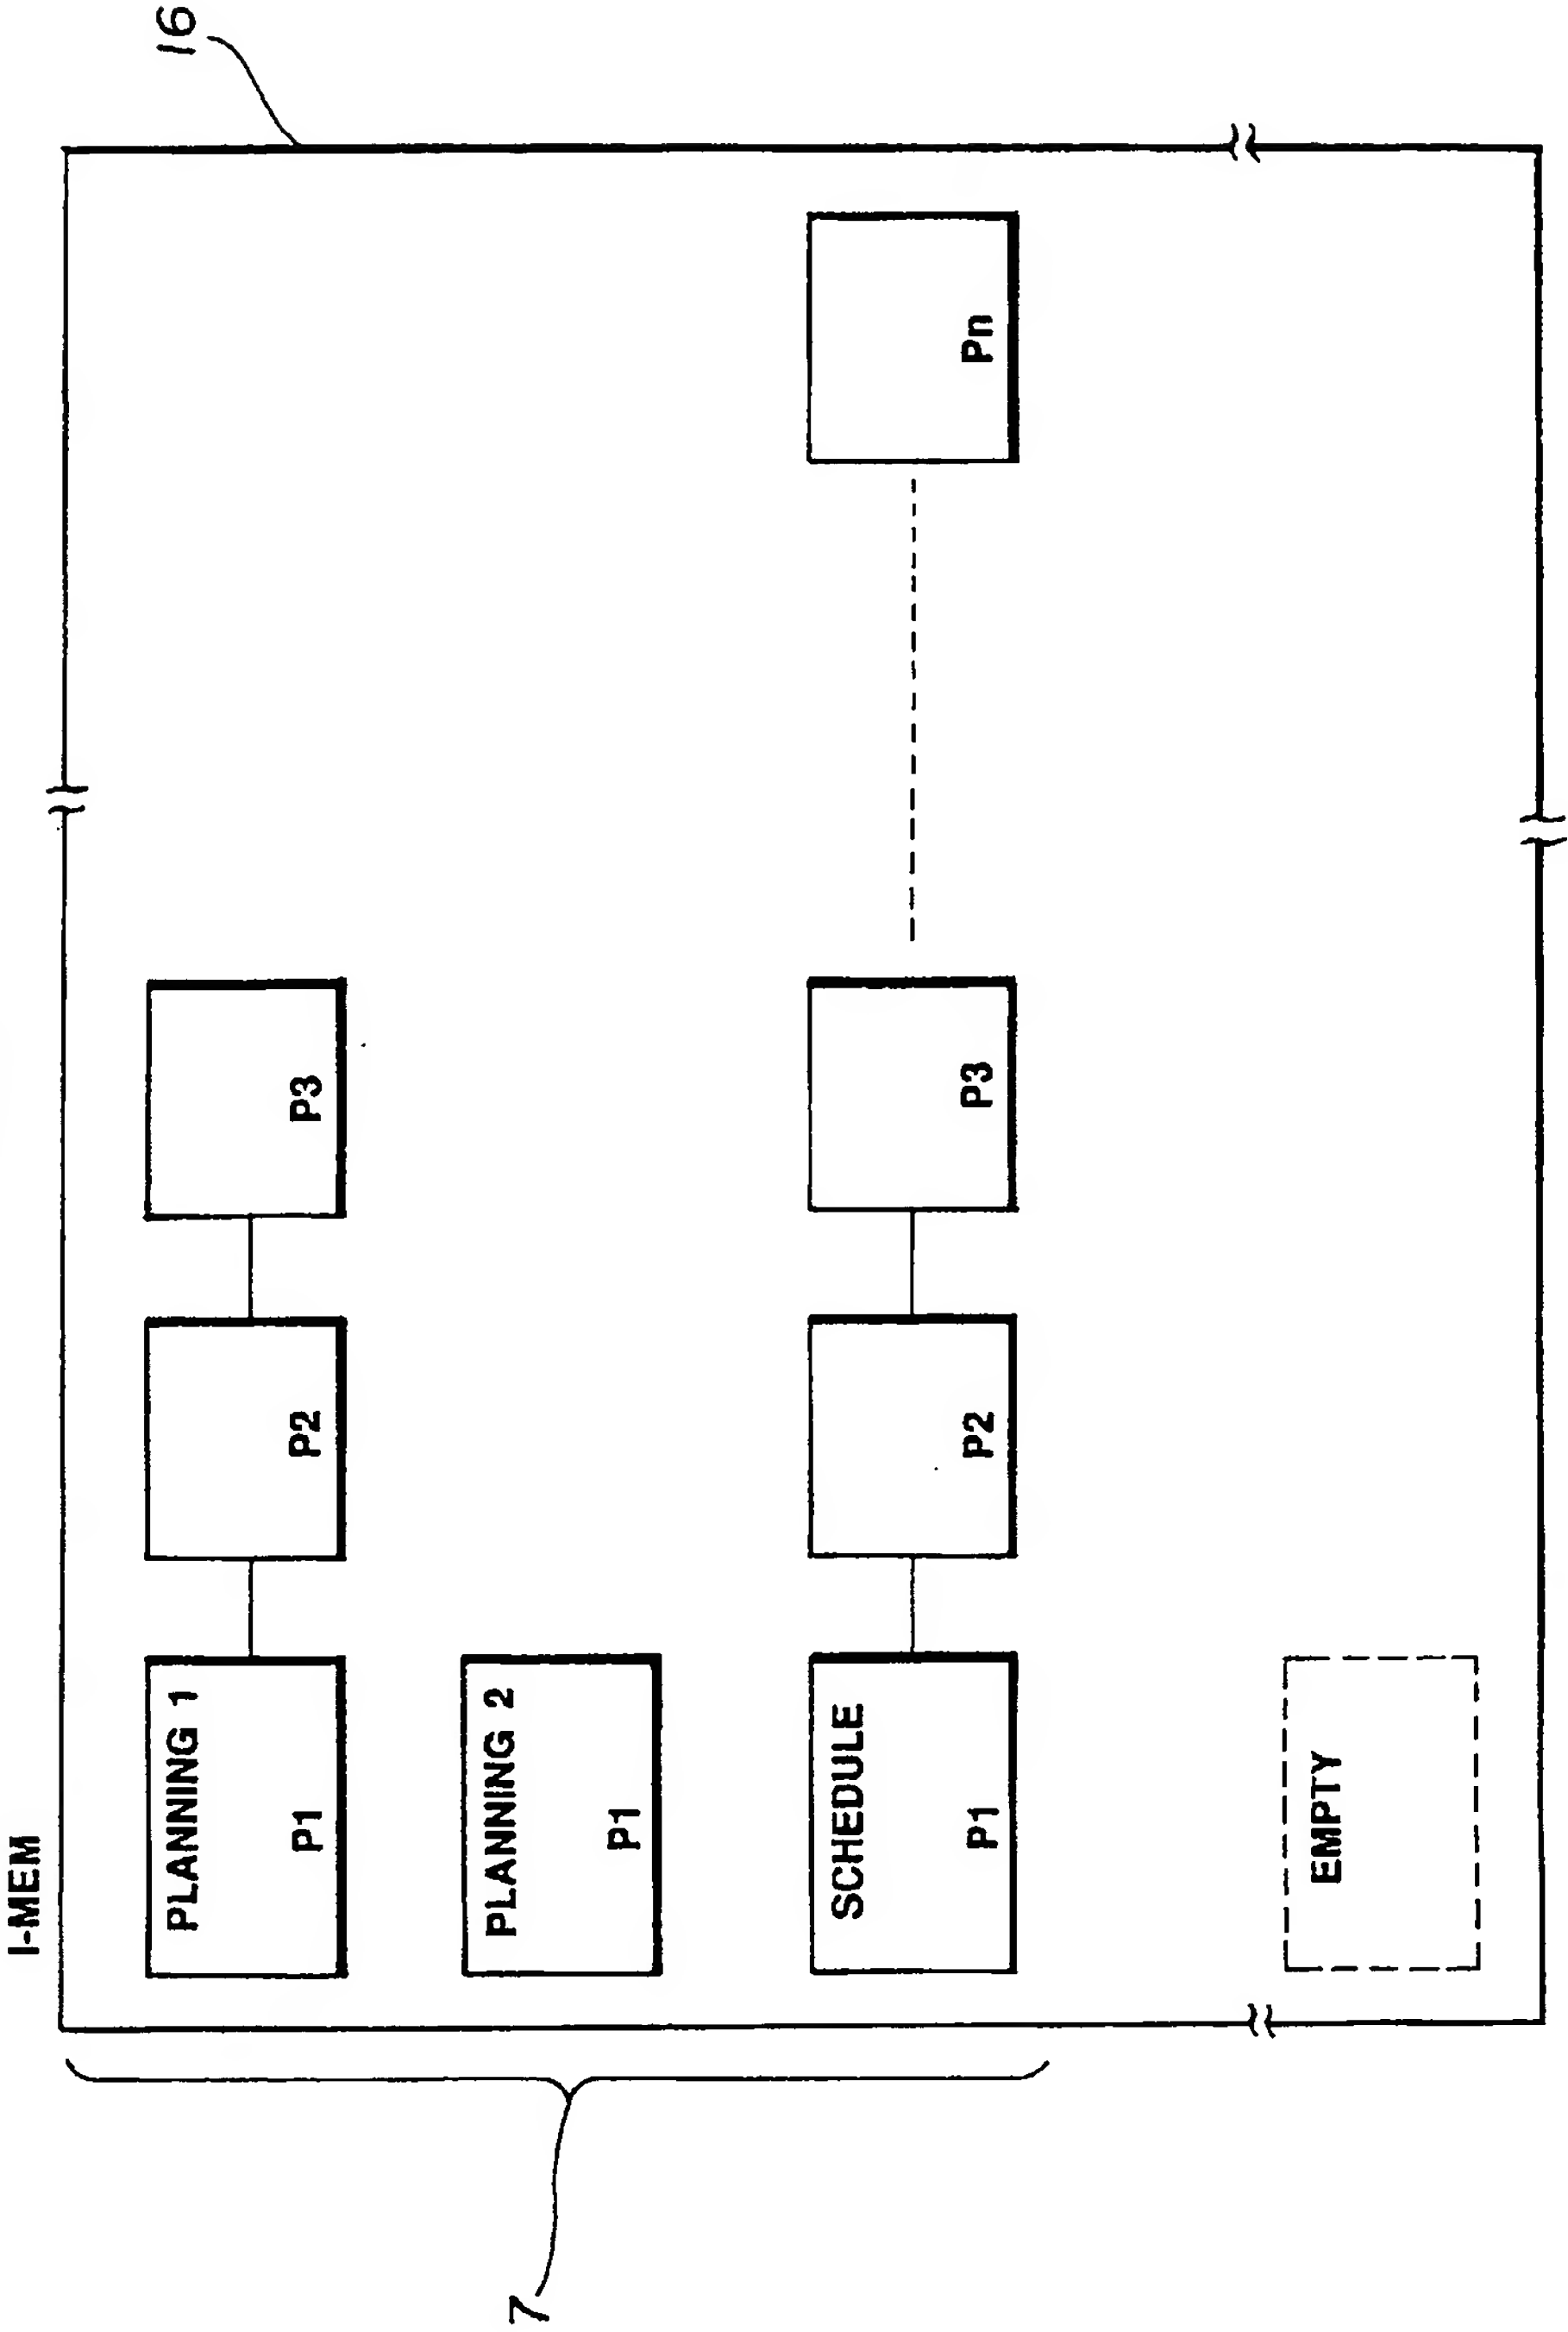 I-MEM
16
PLANNING 1
P1
P2
P3
PLANNING 2
P1
SCHEDULE
P1
P2
P3
Pn
EMPTY
7